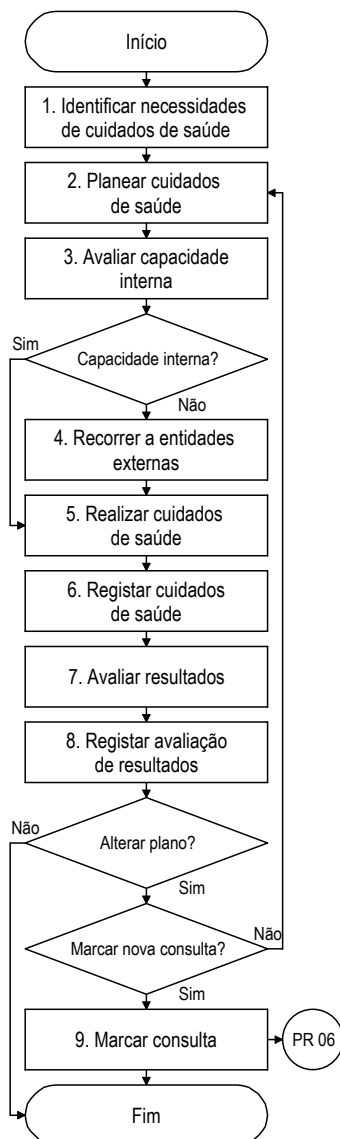 Início
1. Identificar necessidades
de cuidados de saúde
2. Planear cuidados
de saúde
3. Avaliar capacidade
interna
Sim
Capacidade interna?
Não
4. Recorrer a entidades
externas
5. Realizar cuidados
de saúde
6. Registar cuidados
de saúde
7. Avaliar resultados
8. Registar avaliação
de resultados
Não
Alterar plano?
Sim
Marcar nova consulta?
Não
Sim
9. Marcar consulta
PR 06
Fim